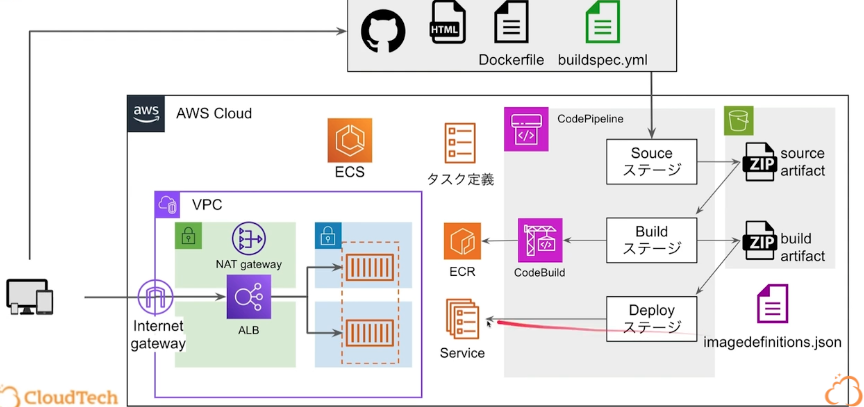 HTML
Dockerfile
buildspec.yml
aws
AWS Cloud
ECS
タスク定義
CodePipeline
Souce
ステージ
ZIP
source
artifact
VPC
NAT gateway
ECR
CodeBuild
Build
ステージ
ZIP
build
artifact
Internet
gateway
ALB
Service
Deploy
ステージ
imagedefinitions.json
CloudTech